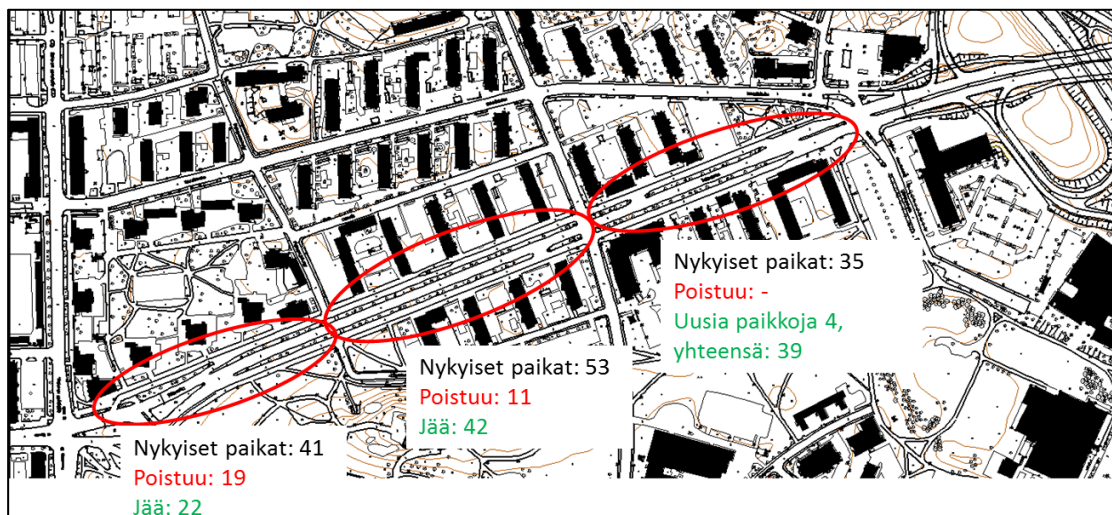 Nykyiset paikat: 35
Poistuu: -
Uusia paikkoja 4,
yhteensä: 39
Nykyiset paikat: 53
Poistuu: 11
Jää: 42
Nykyiset paikat: 41
Poistuu: 19
Jää: 22